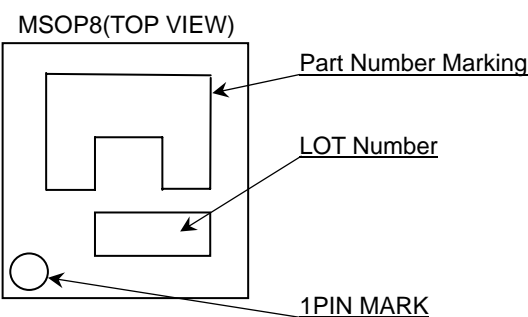 MSOP8(TOP VIEW)
Part Number Marking
LOT Number
1PIN MARK